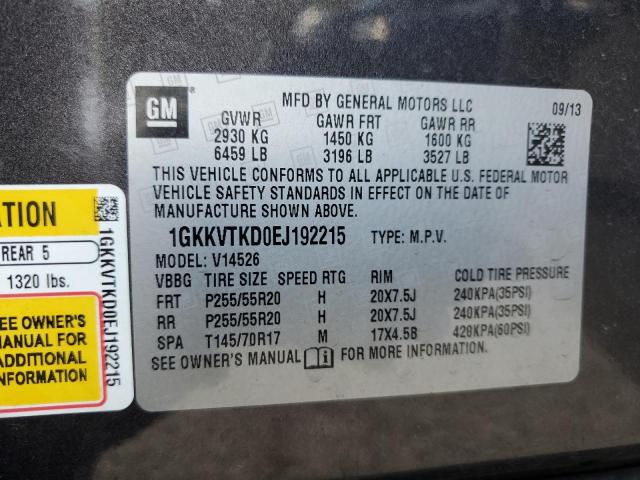 GM
MFD BY GENERAL MOTORS LLC 09/13
GVWR GAWR FRT GAWR RR
2930 KG 1450 KG 1600 KG
6459 LB 3196 LB 3527 LB
THIS VEHICLE CONFORMS TO ALL APPLICABLE U.S. FEDERAL MOTOR
VEHICLE SAFETY STANDARDS IN EFFECT ON THE DATE OF
MANUFACTURE SHOWN ABOVE.
1GKKVTKD0EJ192215 TYPE: M.P.V.
MODEL: V14526
VBBG TIRE SIZE SPEED RTG RIM COLD TIRE PRESSURE
FRT P255/55R20 H 20X7.5J 240KPA(35PSI)
RR P255/55R20 H 20X7.5J 240KPA(35PSI)
SPA T145/70R17 M 17X4.5B 420KPA(60PSI)
SEE OWNER'S MANUAL FOR MORE INFORMATION.
ATION
REAR 5
1320 lbs.
SEE OWNER'S
MANUAL FOR
ADDITIONAL
INFORMATION
1GKKVTKD0EJ192215